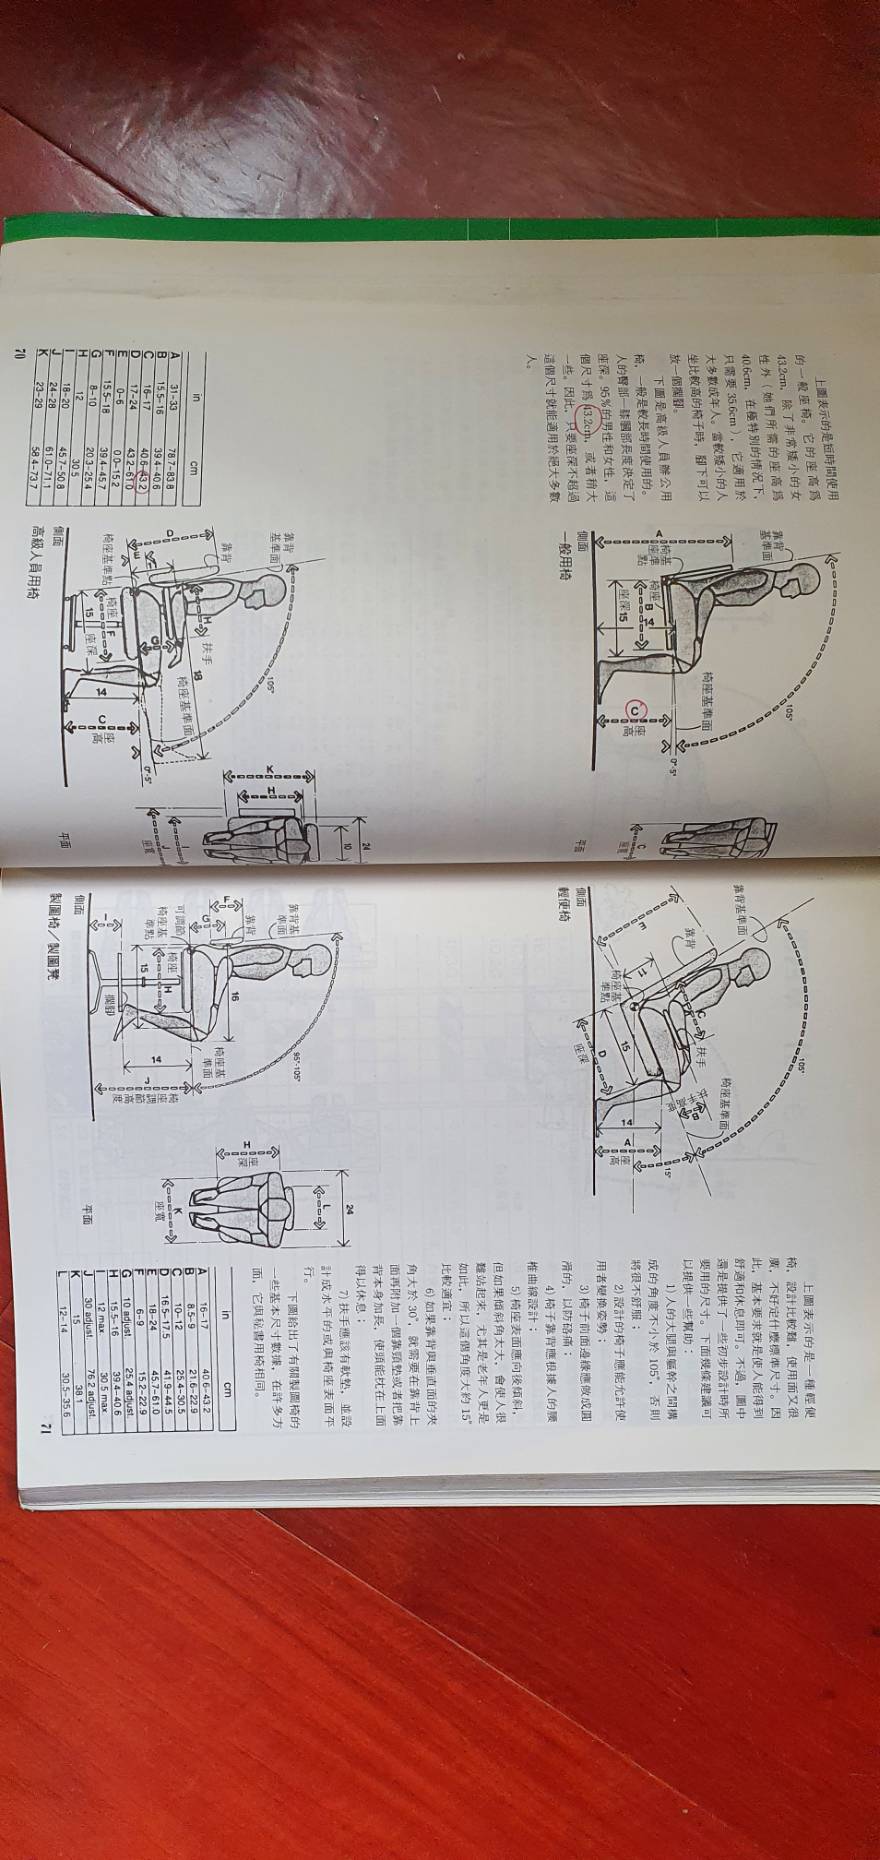 上圖表示的是短時間使用
的一般座椅。它的座高爲
43.2cm，除了非常矮小的女
性外（她們所需的座高爲
40.6cm，在極特別的情況下，
只需要 35.6cm），它適用於
大多數成年人。當較矮小的人
坐比較高的椅子時，腳下可以
放一個擱腳。
下圖是高級人員辦公用
椅，一般是較長時間使用的。
人的臀部—膝膕部長度決定了
座深。95%的男性和女性，這
個尺寸爲 43.2cm，或者稍大
一些。因此，只要座深不超過
這個尺寸就能適用於絕大多數
人。
105°
靠背
基準面
椅座基準面
0°-5°
A
椅基
座準
點
椅座
B
14
C
座高
座深15
側面
一般用椅
C
座寬
平面
in cm
A 31-33 78.7-83.8
B 15.5-16 39.4-40.6
C 16-17 40.6-43.2
D 17-24 43.2-61.0
E 0-6 0.0-15.2
F 15.5-18 39.4-45.7
G 8-10 20.3-25.4
H 12 30.5
I 18-20 45.7-50.8
J 24-28 61.0-71.1
K 23-29 58.4-73.7
70
靠背
基準面
105°
靠背
H
扶手
18
椅座基準面
D
G
E
0°-5°
椅座基準點
椅座
F
15
座深
14
C
座高
側面
高級人員用椅
24
10
K
H
I
J
座寬
平面
105°
靠背基準面
椅座基準面
靠背
C
扶手
扶手高度
B
15°
E
11
椅座基
準點
15
D
座深
14
A
座高
側面
輕便椅
上圖表示的是一種輕便
椅，設計比較難，使用面又很
廣，不好定什麼標準尺寸。因
此，基本要求就是使人能得到
舒適和休息即可。不過，圖中
還是提供了一些初步設計時所
要用的尺寸。下面幾條建議可
以提供一些幫助：
1) 人的大腿與軀幹之間構
成的角度不小於 105°，否則
將很不舒服；
2) 設計的椅子應能允許使
用者變換姿勢；
3) 椅子前面邊緣應做成圓
滑的，以防硌痛；
4) 椅子靠背應根據人的腰
椎曲線設計；
5) 椅座表面應向後傾斜，
但如果傾斜角太大，會使人很
難站起來，尤其是老年人更是
如此，所以這個角度大約 15°
比較適宜；
6) 如果靠背與垂直面的夾
角大於 30°，就需要在靠背上
面再附加一個靠頸墊或者把靠
背本身加長，使頭能枕在上面
得以休息；
7) 扶手應該有軟墊，並設
計成水平的或與椅座表面平
行。
下圖給出了有關製圖椅的
一些基本尺寸數據，在許多方
面，它與秘書用椅相同。
95°-105°
靠背基
準面
靠背
F
G
16
椅座基
準面
可調節
椅座基
準點
椅座
H
15
14
J
椅座調節高度
I
擱腳
側面
製圖椅／製圖凳
24
L
H
座深
K
座寬
平面
in cm
A 16-17 40.6-43.2
B 8.5-9 21.6-22.9
C 10-12 25.4-30.5
D 16.5-17.5 41.9-44.5
E 18-24 45.7-61.0
F 6-9 15.2-22.9
G 10 adjust. 25.4 adjust.
H 15.5-16 39.4-40.6
I 12 max. 30.5 max.
J 30 adjust. 76.2 adjust.
K 15 38.1
L 12-14 30.5-35.6
71